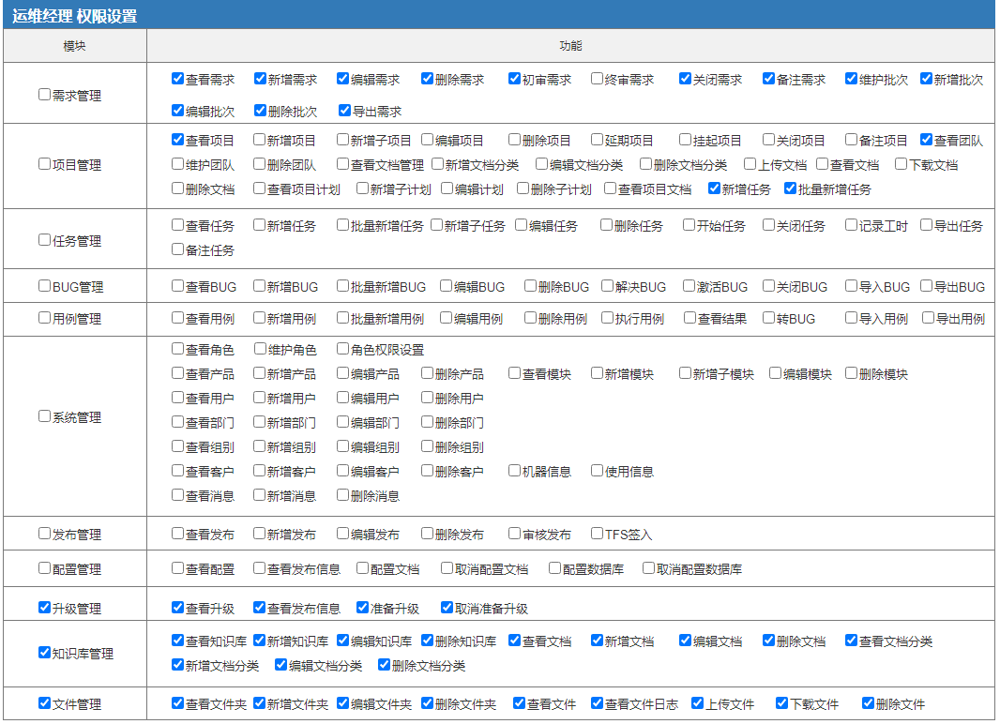 运维经理 权限设置
模块 功能
需求管理
查看需求 新增需求 编辑需求 删除需求 初审需求 终审需求 关闭需求 备注需求 维护批次 新增批次
编辑批次 删除批次 导出需求
项目管理
查看项目 新增项目 新增子项目 编辑项目 删除项目 延期项目 挂起项目 关闭项目 备注项目 查看团队
维护团队 删除团队 查看文档管理 新增文档分类 编辑文档分类 删除文档分类 上传文档 查看文档 下载文档
删除文档 查看项目计划 新增子计划 编辑计划 删除子计划 查看项目文档 新增任务 批量新增任务
任务管理
查看任务 新增任务 批量新增任务 新增子任务 编辑任务 删除任务 开始任务 关闭任务 记录工时 导出任务
备注任务
BUG管理 查看BUG 新增BUG 批量新增BUG 编辑BUG 删除BUG 解决BUG 激活BUG 关闭BUG 导入BUG 导出BUG
用例管理 查看用例 新增用例 批量新增用例 编辑用例 删除用例 执行用例 查看结果 转BUG 导入用例 导出用例
系统管理
查看角色 维护角色 角色权限设置
查看产品 新增产品 编辑产品 删除产品 查看模块 新增模块 新增子模块 编辑模块 删除模块
查看用户 新增用户 编辑用户 删除用户
查看部门 新增部门 编辑部门 删除部门
查看组别 新增组别 编辑组别 删除组别
查看客户 新增客户 编辑客户 删除客户 机器信息 使用信息
查看消息 新增消息 删除消息
发布管理 查看发布 新增发布 编辑发布 删除发布 审核发布 TFS签入
配置管理 查看配置 查看发布信息 配置文档 取消配置文档 配置数据库 取消配置数据库
升级管理 查看升级 查看发布信息 准备升级 取消准备升级
知识库管理
查看知识库 新增知识库 编辑知识库 删除知识库 查看文档 新增文档 编辑文档 删除文档 查看文档分类
新增文档分类 编辑文档分类 删除文档分类
文件管理 查看文件夹 新增文件夹 编辑文件夹 删除文件夹 查看文件 查看文件日志 上传文件 下载文件 删除文件